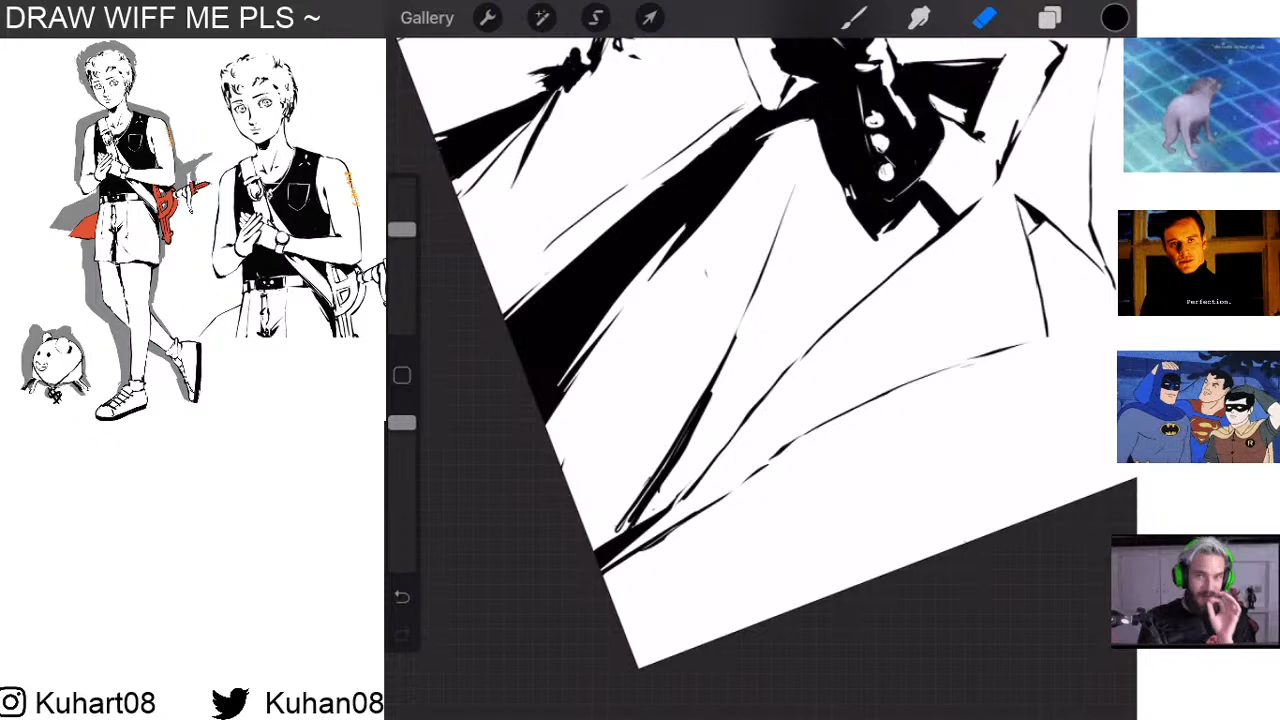 DRAW WIFF ME PLS ~
Gallery
Perfection.
R
Kuhart08
Kuhan08